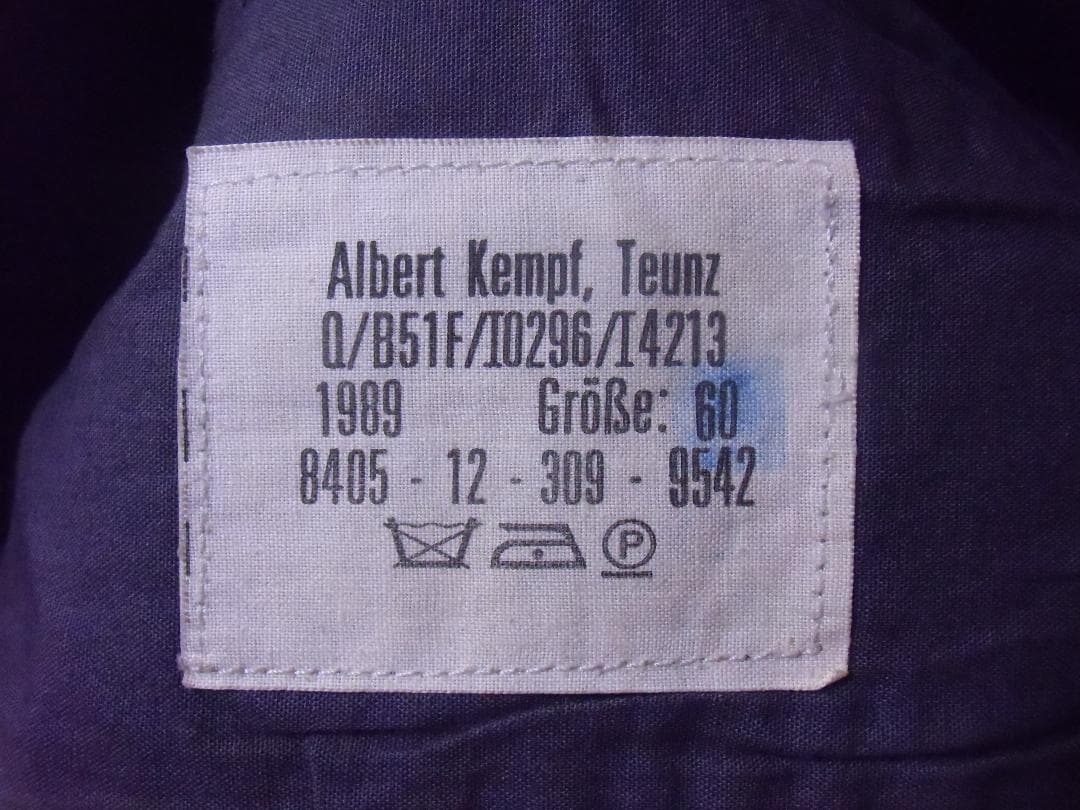 Albert Kempf, Teunz
Q/B51F/I0296/I4213
1989 Größe: 60
8405 - 12 - 309 - 9542
P